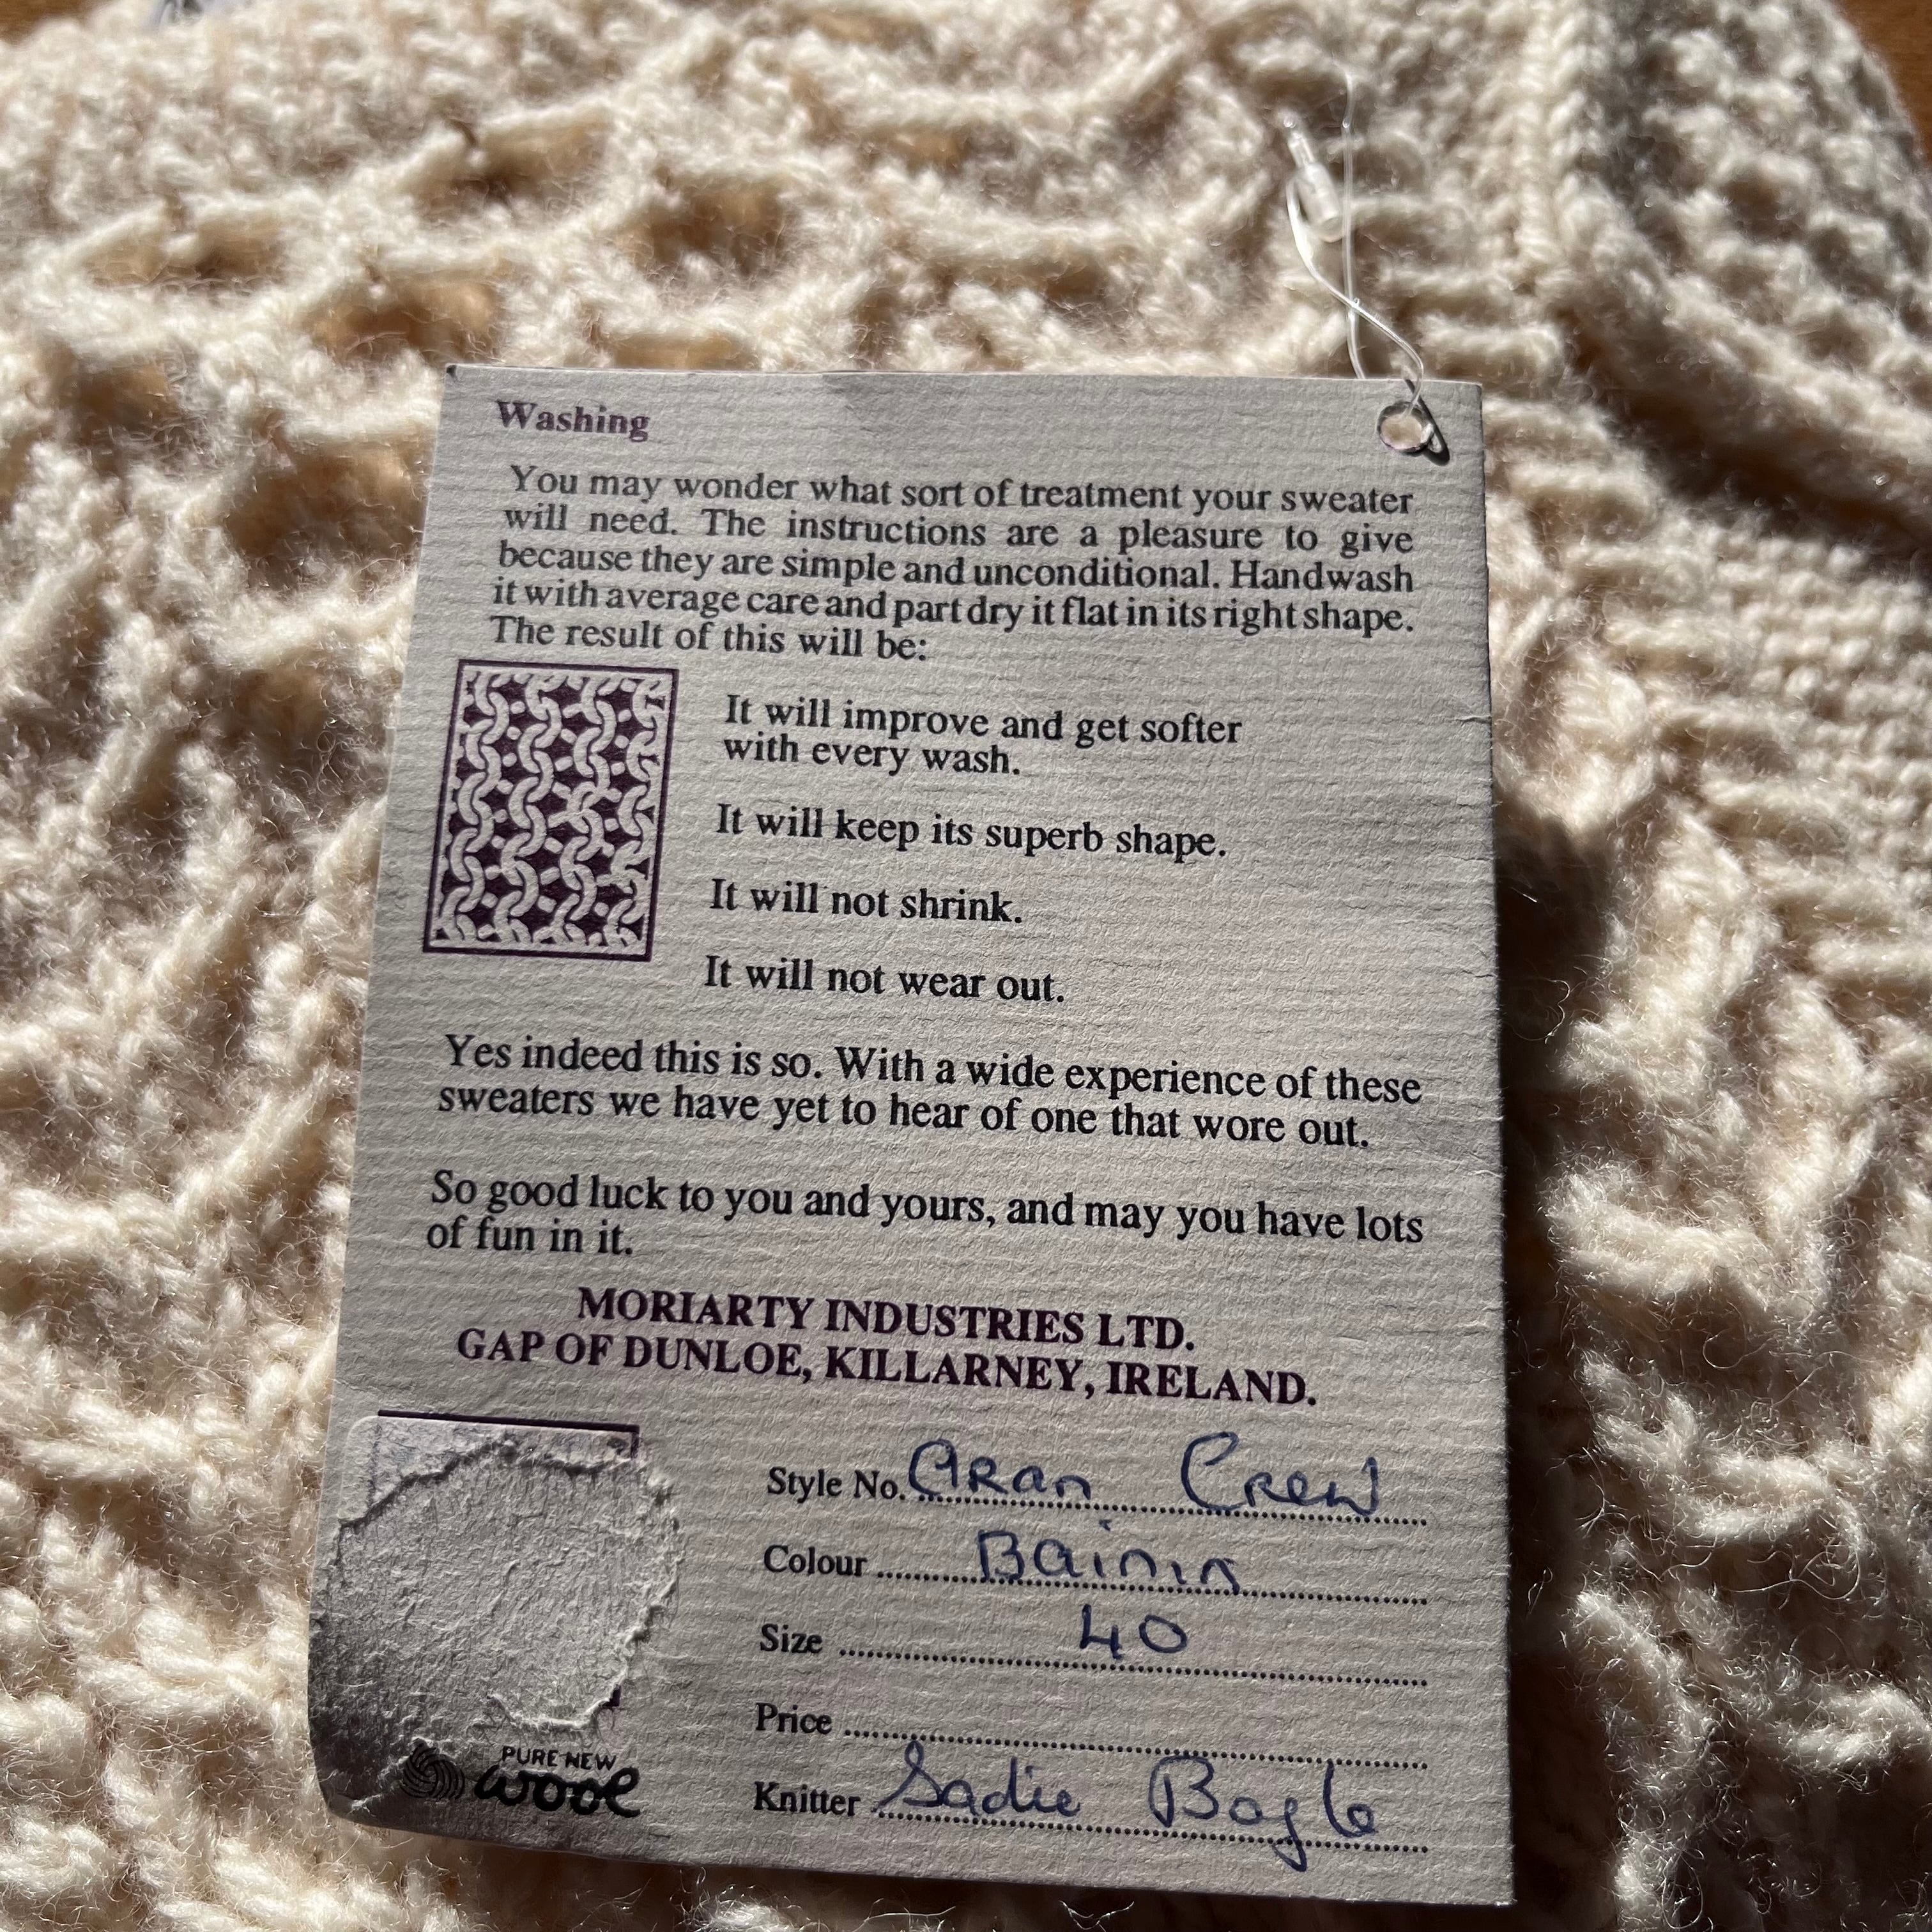 Washing
You may wonder what sort of treatment your sweater
will need. The instructions are a pleasure to give
because they are simple and unconditional. Handwash
it with average care and part dry it flat in its right shape.
The result of this will be:
It will improve and get softer
with every wash.
It will keep its superb shape.
It will not shrink.
It will not wear out.
Yes indeed this is so. With a wide experience of these
sweaters we have yet to hear of one that wore out.
So good luck to you and yours, and may you have lots
of fun in it.
MORIARTY INDUSTRIES LTD.
GAP OF DUNLOE, KILLARNEY, IRELAND.
Style No. Aran Crew
Colour Bainin
Size 40
Price
Knitter Sadie Bogle
PURE NEW
wool